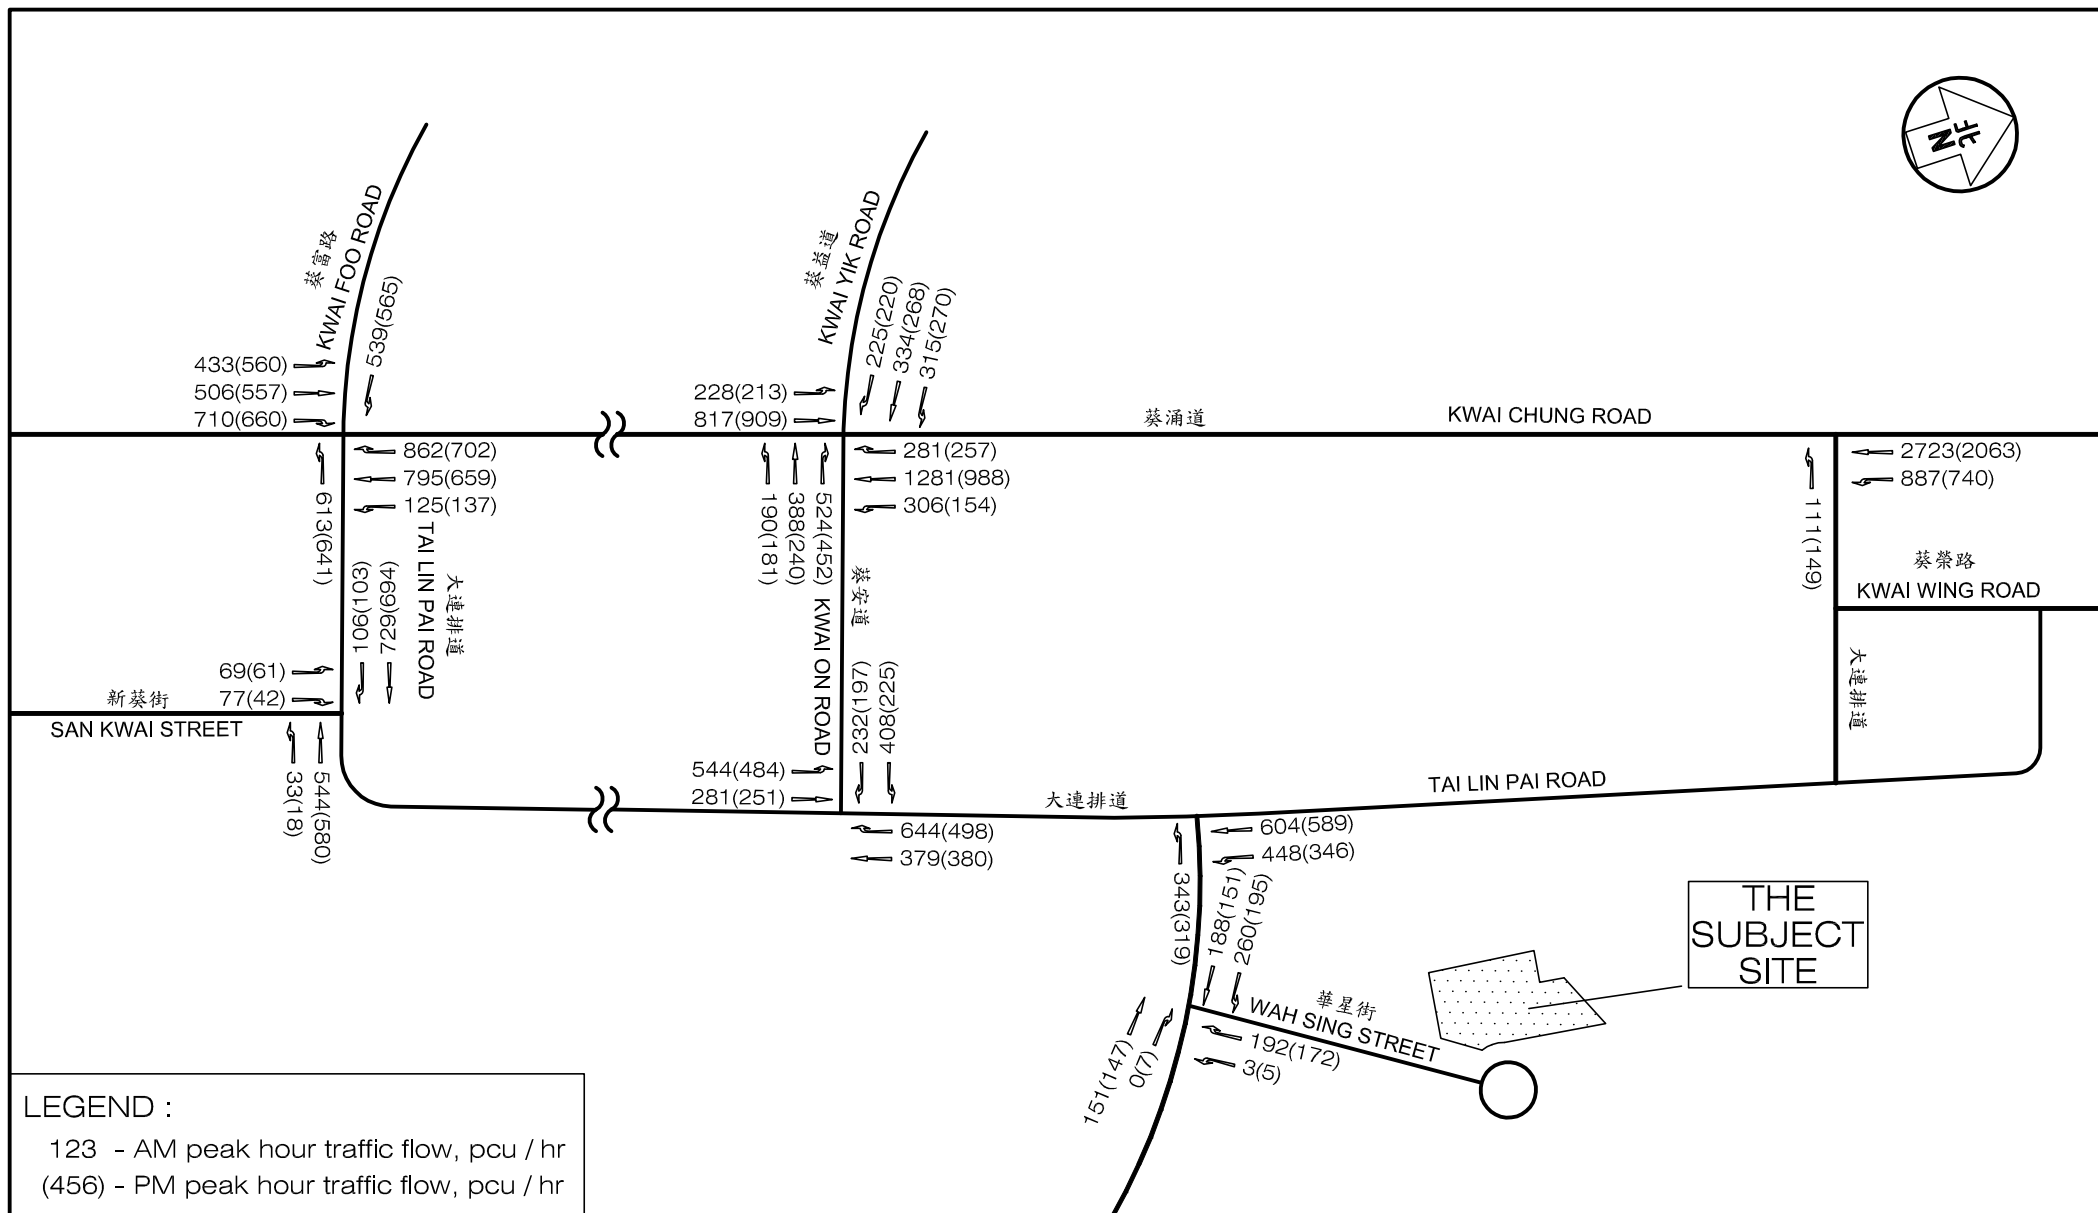 北
N
葵富路
KWAI FOO ROAD
539(565)
433(560)
506(557)
710(660)
葵益道
KWAI YIK ROAD
225(220)
334(268)
315(270)
228(213)
817(909)
葵涌道
KWAI CHUNG ROAD
862(702)
795(659)
125(137)
613(641)
281(257)
1281(988)
306(154)
190(181)
388(240)
524(452)
2723(2063)
887(740)
111(149)
葵榮路
KWAI WING ROAD
106(103)
729(694)
TAI LIN PAI ROAD
大連排道
葵安道
KWAI ON ROAD
232(197)
408(225)
大連排道
69(61)
77(42)
新葵街
SAN KWAI STREET
33(18)
544(580)
544(484)
281(251)
大連排道
TAI LIN PAI ROAD
644(498)
379(380)
604(589)
448(346)
343(319)
188(151)
260(195)
THE
SUBJECT
SITE
華星街
WAH SING STREET
192(172)
3(5)
151(147)
0(7)
LEGEND :
123 - AM peak hour traffic flow, pcu / hr
(456) - PM peak hour traffic flow, pcu / hr